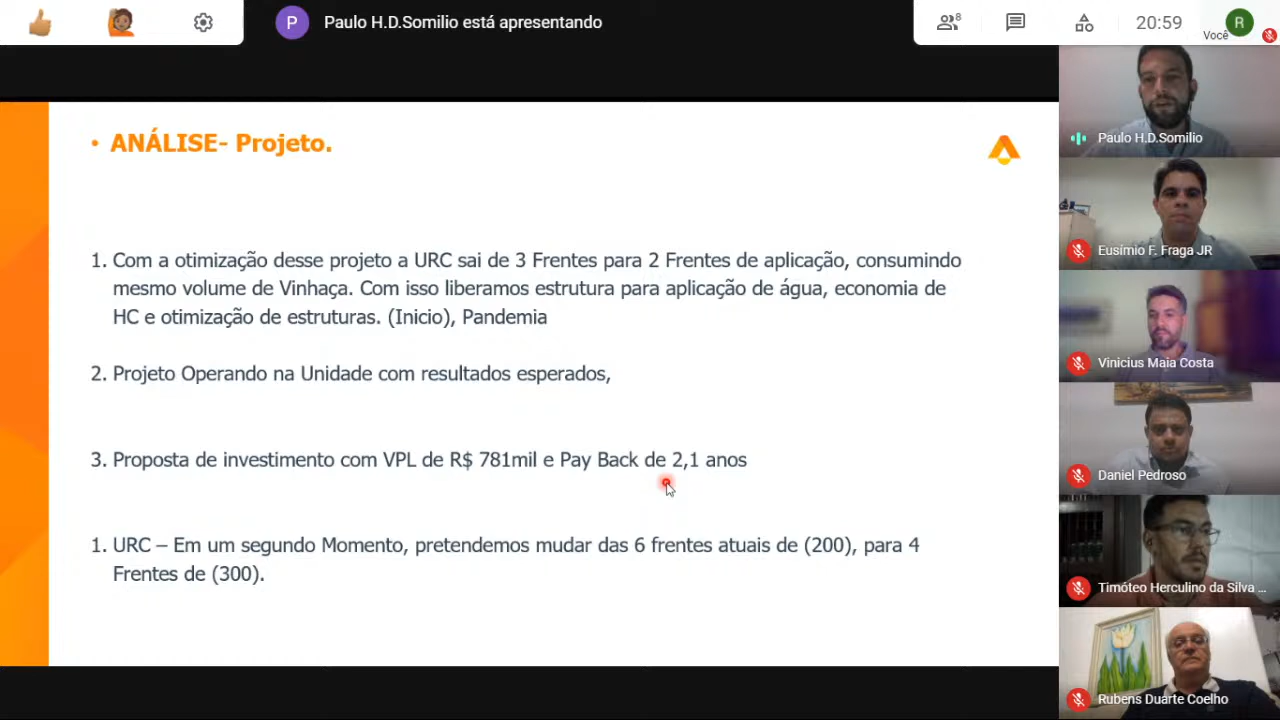 P
Paulo H.D.Somilio está apresentando
8
20:59
Você
R
• ANÁLISE- Projeto.
1. Com a otimização desse projeto a URC sai de 3 Frentes para 2 Frentes de aplicação, consumindo
mesmo volume de Vinhaça. Com isso liberamos estrutura para aplicação de água, economia de
HC e otimização de estruturas. (Inicio), Pandemia
2. Projeto Operando na Unidade com resultados esperados,
3. Proposta de investimento com VPL de R$ 781mil e Pay Back de 2,1 anos
1. URC – Em um segundo Momento, pretendemos mudar das 6 frentes atuais de (200), para 4
Frentes de (300).
Paulo H.D.Somilio
Eusímio F. Fraga JR
Vinicius Maia Costa
Daniel Pedroso
Timóteo Herculino da Silva ...
Rubens Duarte Coelho